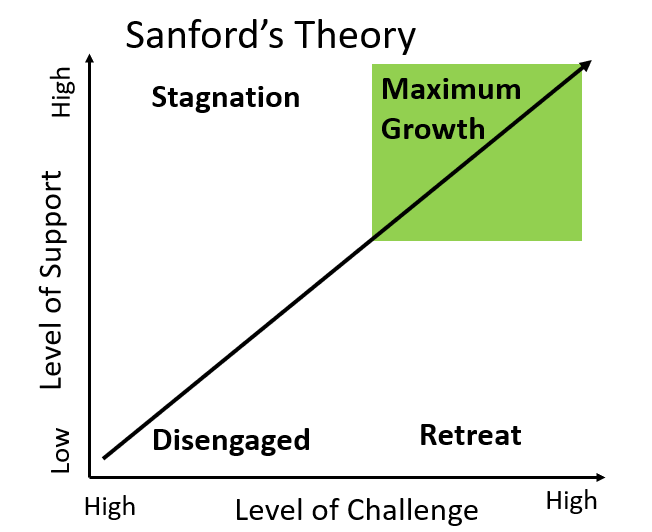 Sanford’s Theory
High
Stagnation
Maximum
Growth
Level of Support
Low
Disengaged
Retreat
High
Level of Challenge
High